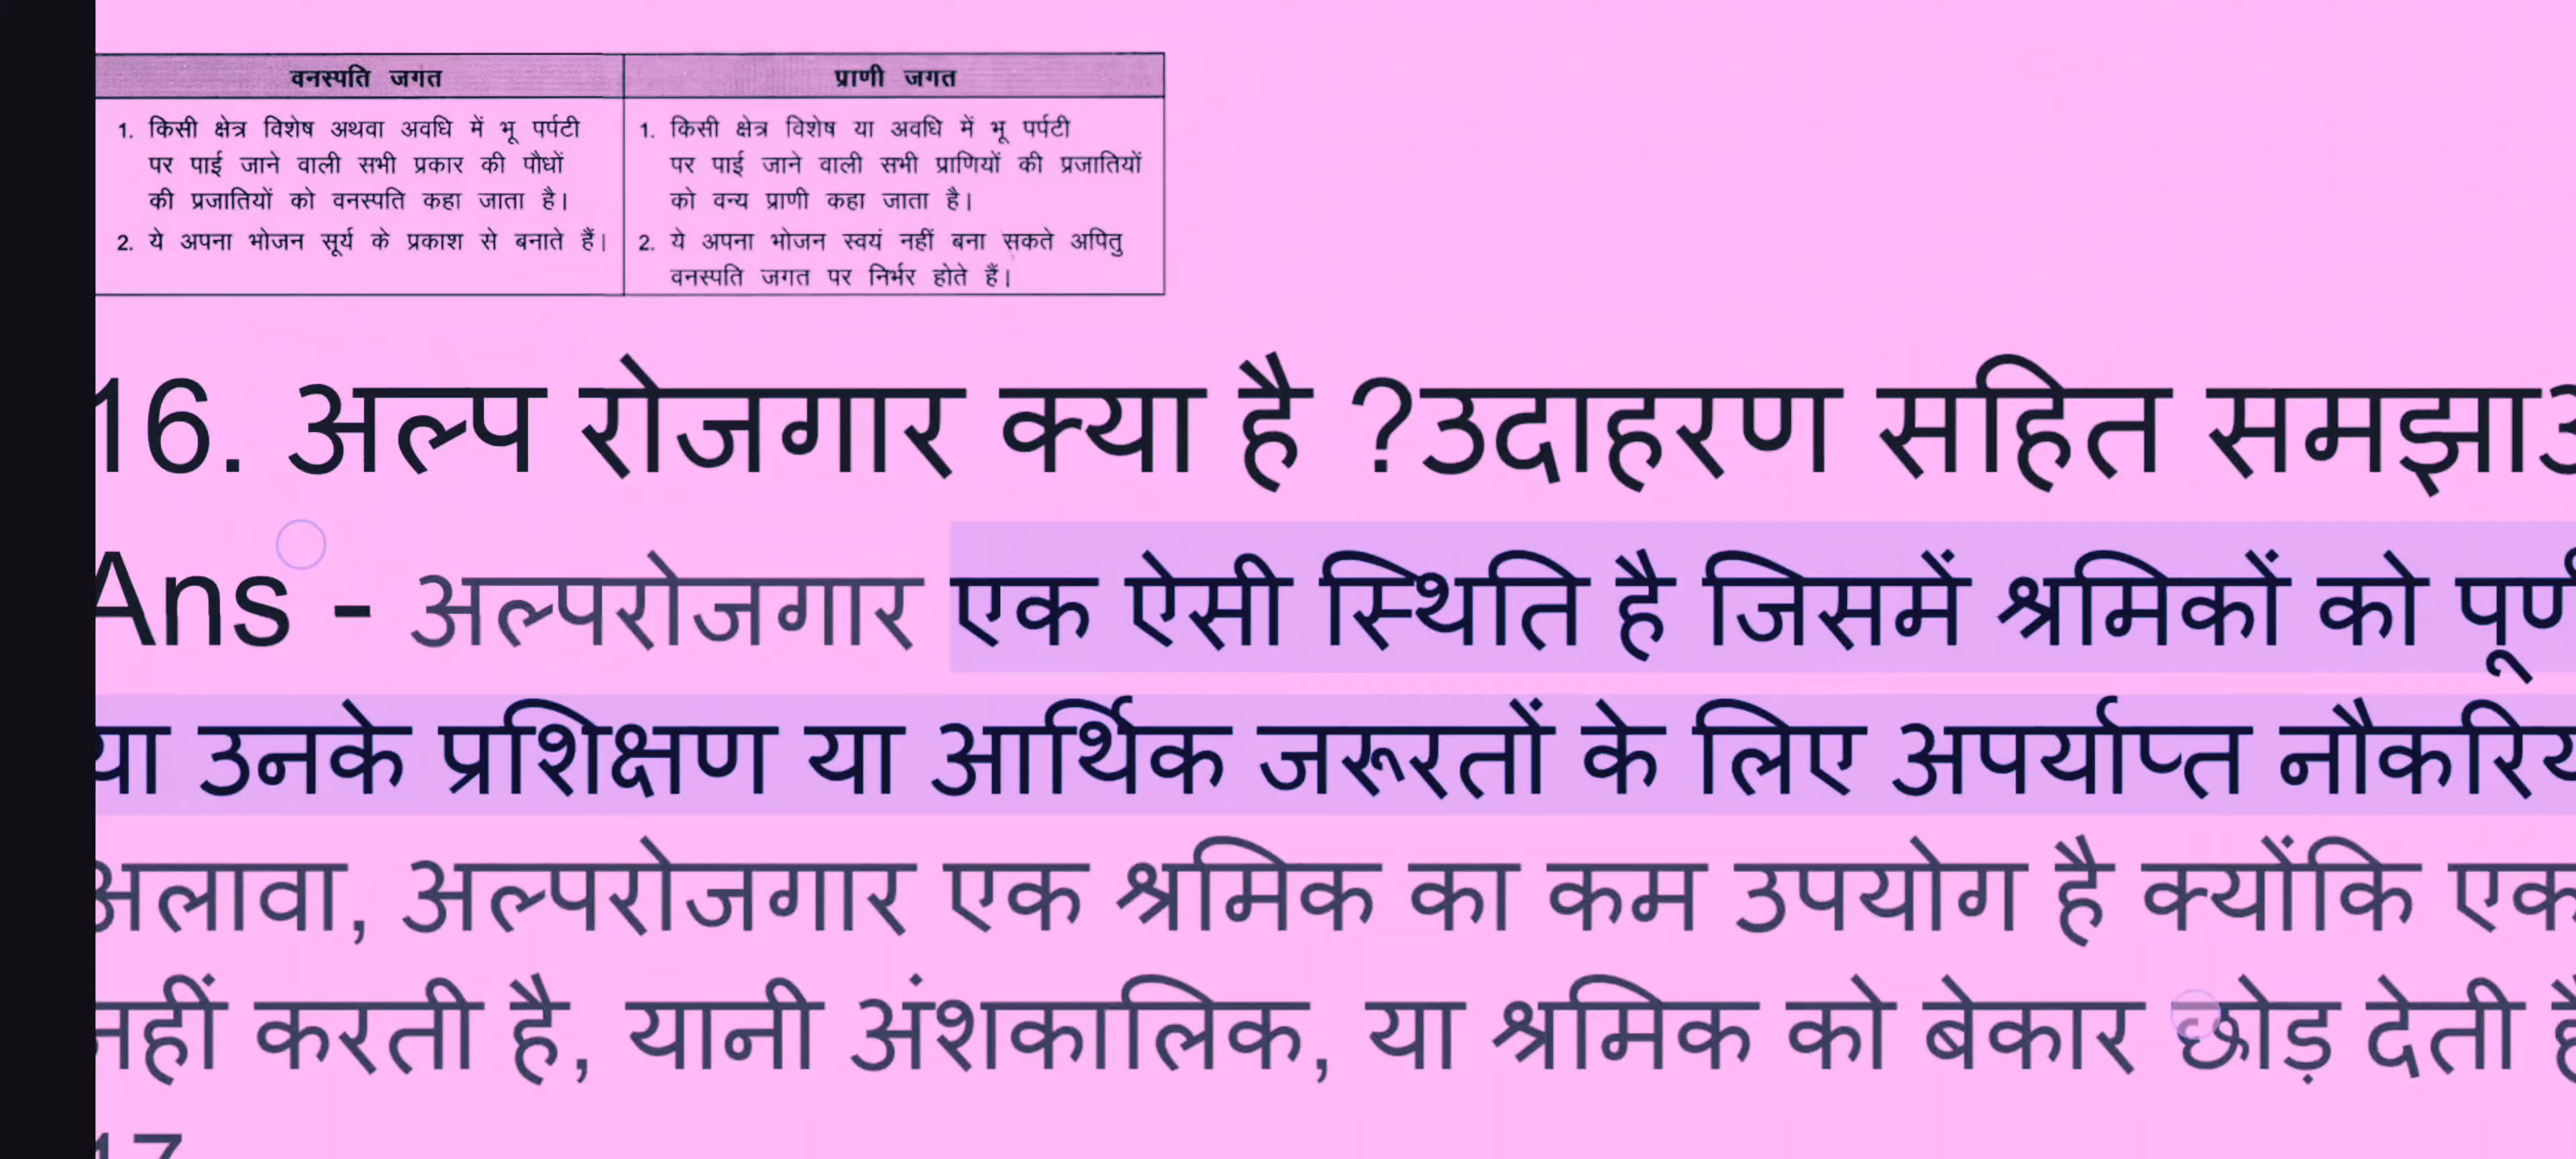 वनस्पति जगत
1. किसी क्षेत्र विशेष अथवा अवधि में भू पर्पटी
पर पाई जाने वाली सभी प्रकार की पौधों
की प्रजातियों को वनस्पति कहा जाता है।
2. ये अपना भोजन सूर्य के प्रकाश से बनाते हैं।
प्राणी जगत
1. किसी क्षेत्र विशेष या अवधि में भू पर्पटी
पर पाई जाने वाली सभी प्राणियों की प्रजातियों
को वन्य प्राणी कहा जाता है।
2. ये अपना भोजन स्वयं नहीं बना सकते अपितु
वनस्पति जगत पर निर्भर होते हैं।
16. अल्प रोजगार क्या है ?उदाहरण सहित
Ans - अल्परोजगार एक ऐसी स्थिति है जिसमें श्रमिकों को
या उनके प्रशिक्षण या आर्थिक जरूरतों के लिए अपर्याप्त
अलावा, अल्परोजगार एक श्रमिक का कम उपयोग है क्योंकि एक
नहीं करती है, यानी अंशकालिक, या श्रमिक को बेकार छोड़ देती